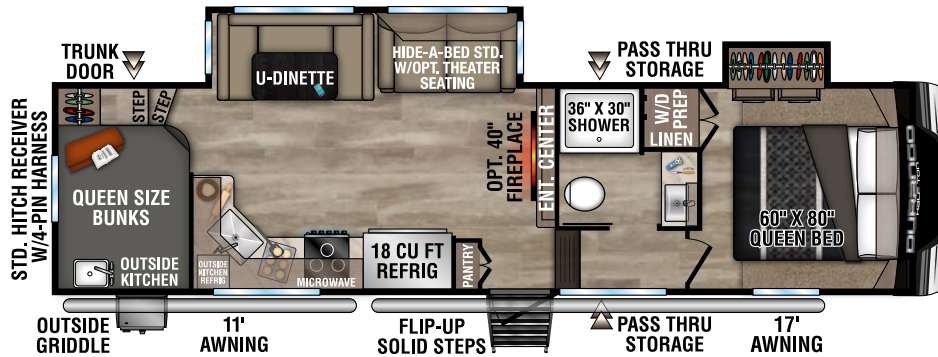 TRUNK
DOOR
STEP
STEP
U-DINETTE
HIDE-A-BED STD.
W/OPT. THEATER
SEATING
PASS THRU
STORAGE
STD. HITCH RECEIVER
W/4-PIN HARNESS
QUEEN SIZE
BUNKS
OUTSIDE
KITCHEN
OUTSIDE
KITCHEN
REFRIG
MICROWAVE
18 CU FT
REFRIG
PANTRY
OPT. 40"
FIREPLACE
ENT. CENTER
36" X 30"
SHOWER
W/D
PREP
LINEN
60" X 80"
QUEEN BED
DURANGO
HALF-TON
OUTSIDE
GRIDDLE
11'
AWNING
FLIP-UP
SOLID STEPS
PASS THRU
STORAGE
17'
AWNING